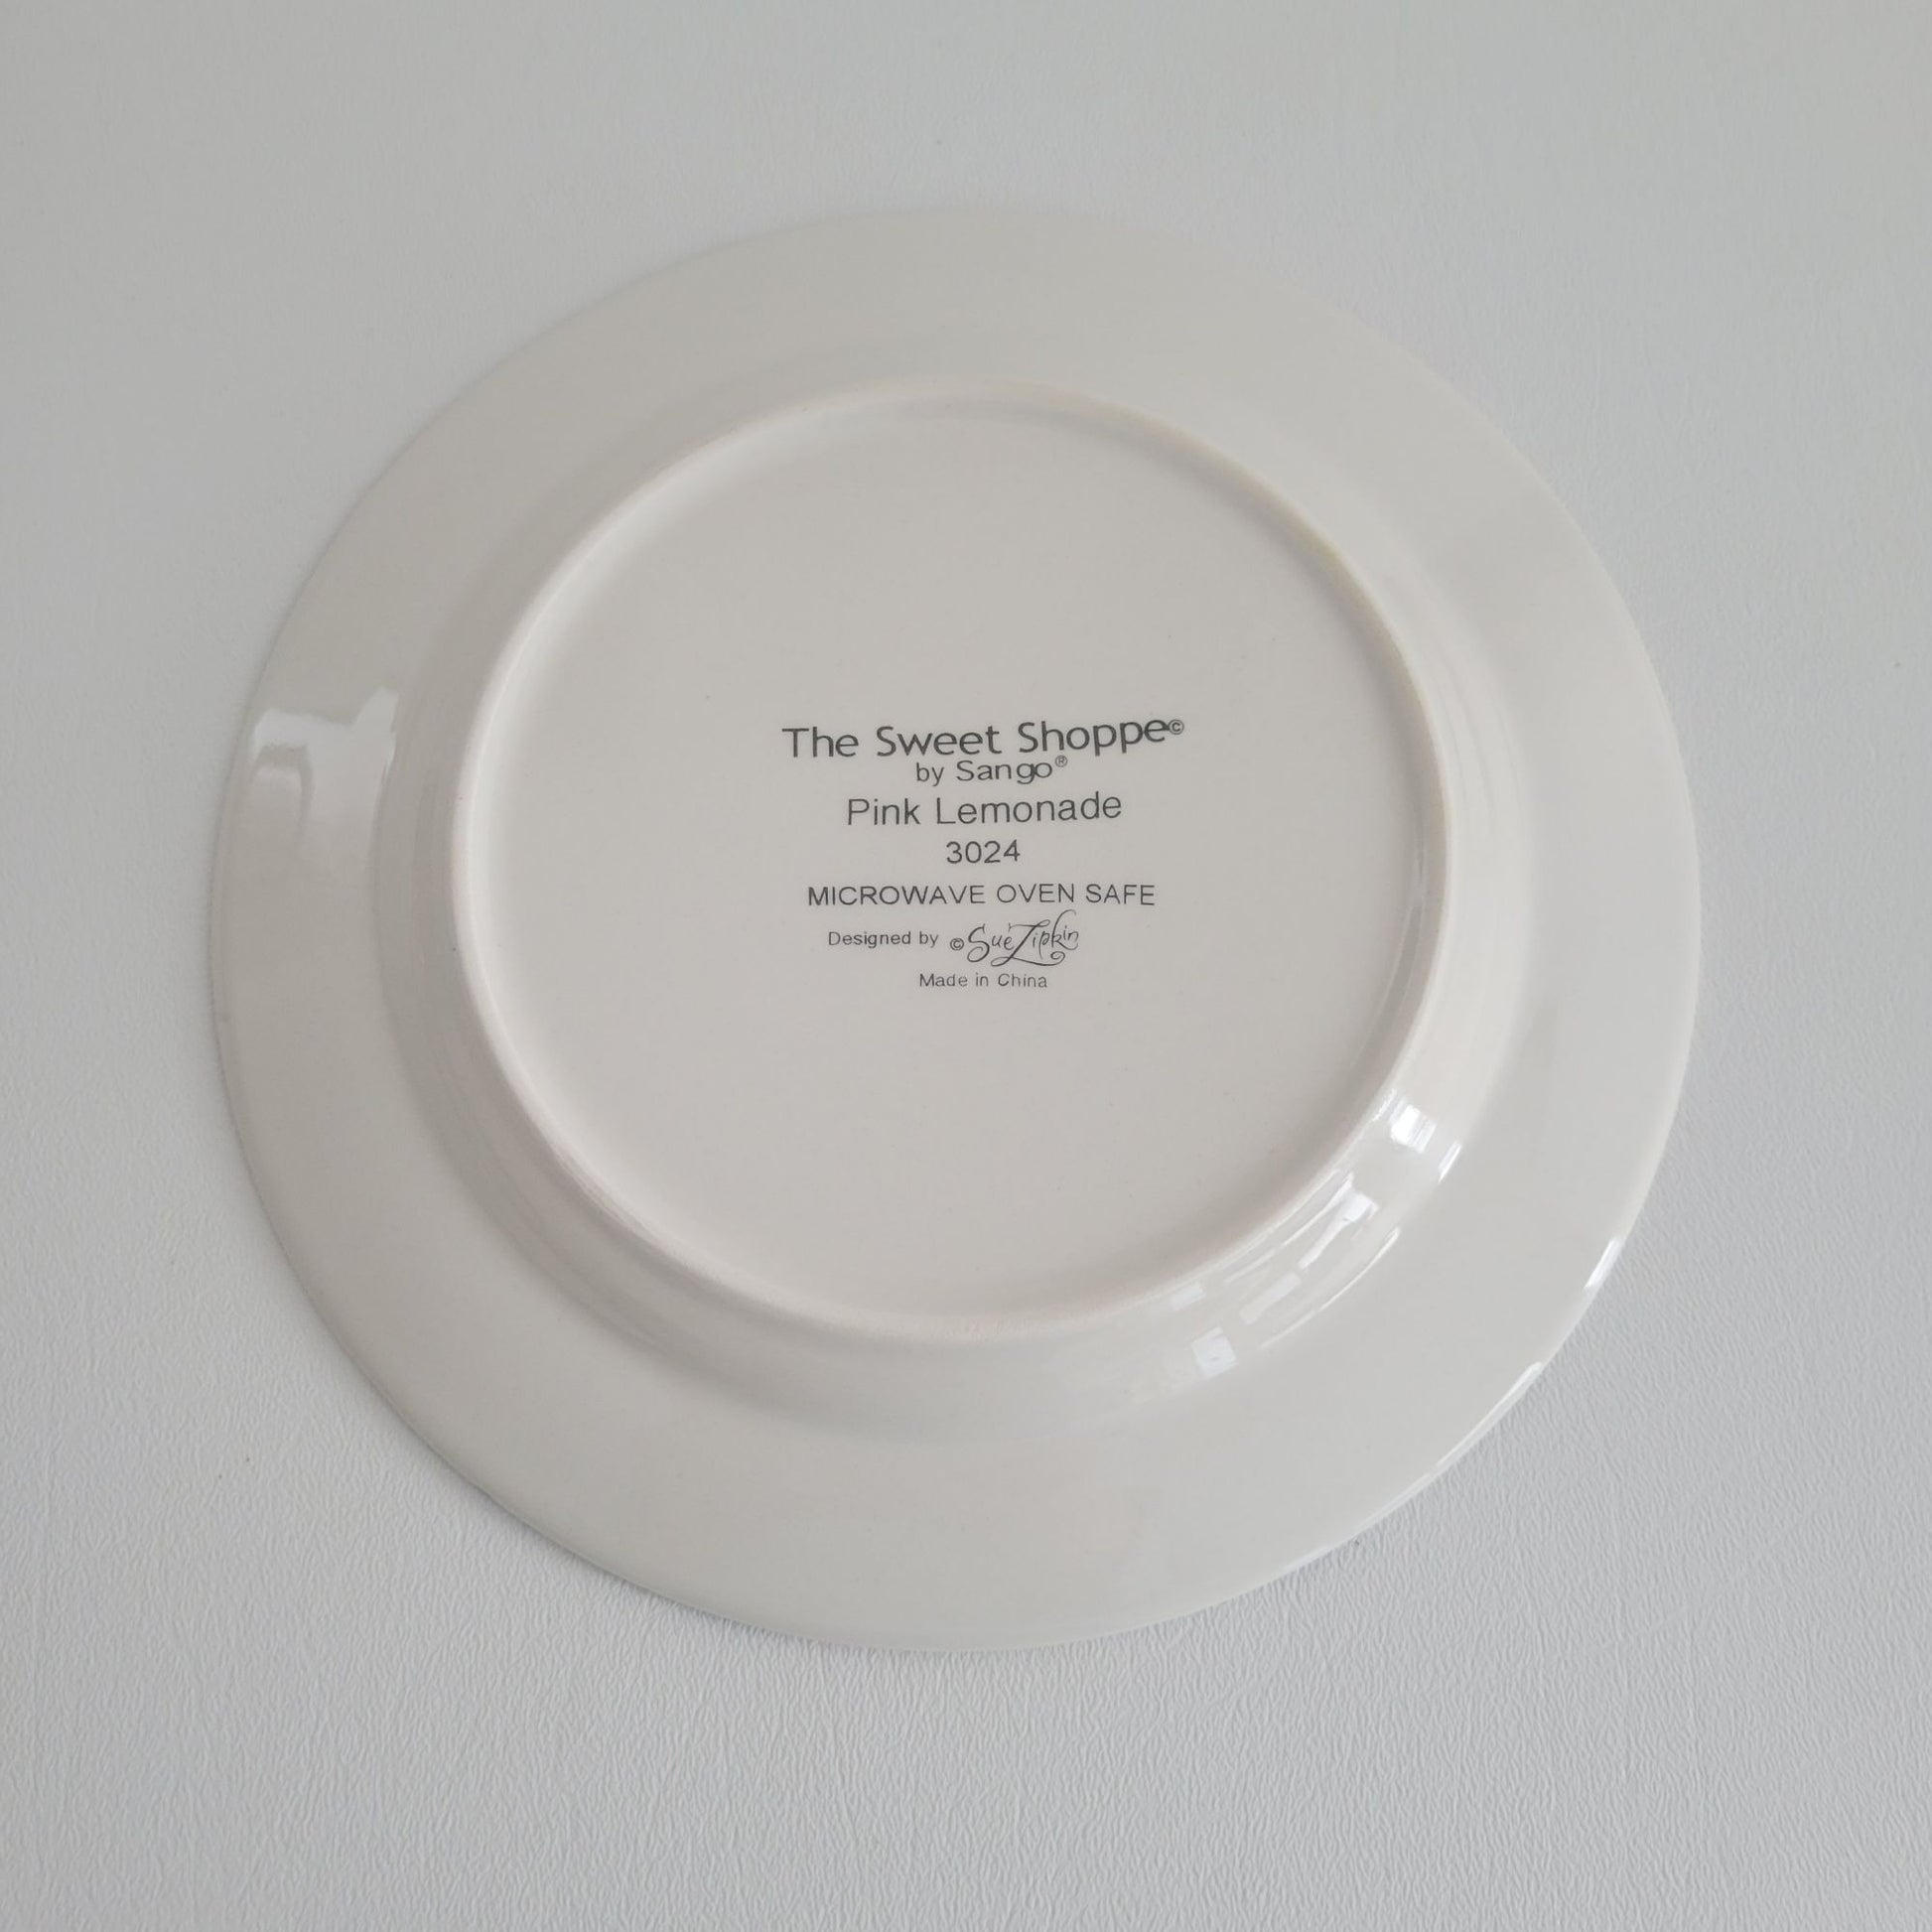 The Sweet Shoppe©
by Sango®
Pink Lemonade
3024
MICROWAVE OVEN SAFE
Designed by © Sue Zipkin
Made in China